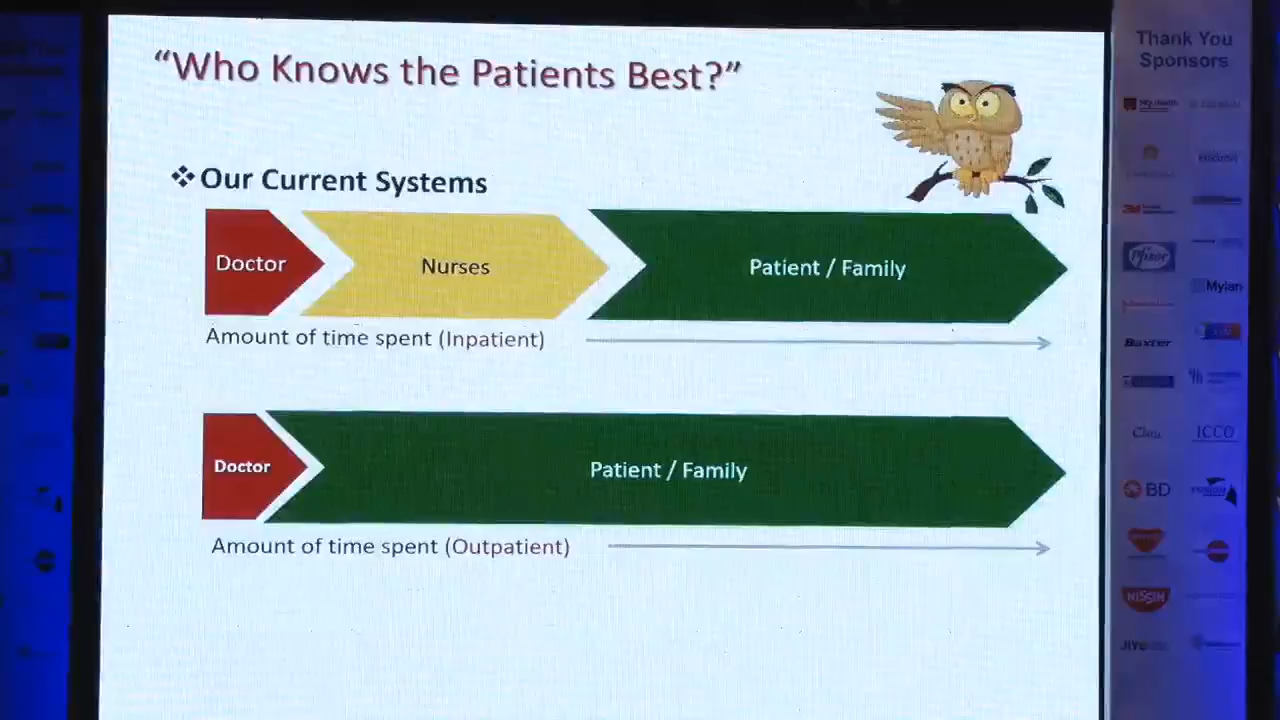 “Who Knows the Patients Best?”
❖ Our Current Systems
Doctor
Nurses
Patient / Family
Amount of time spent (Inpatient)
Doctor
Patient / Family
Amount of time spent (Outpatient)
Thank You
Sponsors
3M
Pfizer
Mylan
Baxter
ICCO
BD
NISSIN